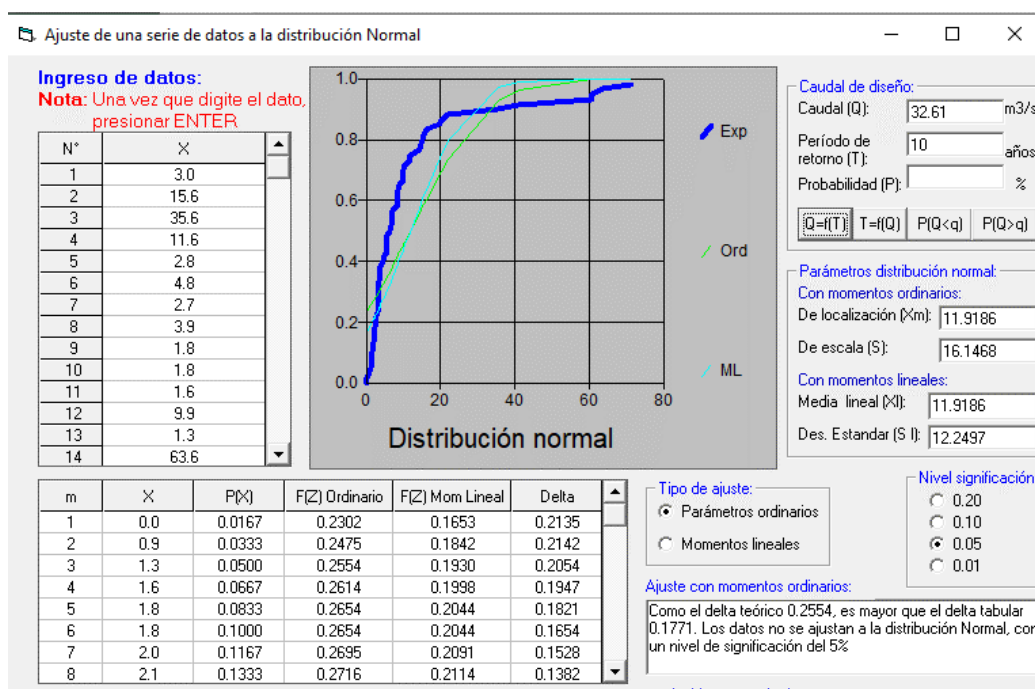 Ajuste de una serie de datos a la distribución Normal
Ingreso de datos:
Nota: Una vez que digite el dato,
presionar ENTER
N° X
1 3.0
2 15.6
3 35.6
4 11.6
5 2.8
6 4.8
7 2.7
8 3.9
9 1.8
10 1.8
11 1.6
12 9.9
13 1.3
14 63.6
1.0
0.8
0.6
0.4
0.2
0.0
0 20 40 60 80
Distribución normal
Exp
Ord
ML
Caudal de diseño:
Caudal (Q): 32.61 m3/s
Período de
retorno (T): 10 años
Probabilidad (P): %
Q=f(T) T=f(Q) P(Q<q) P(Q>q)
Parámetros distribución normal:
Con momentos ordinarios:
De localización (Xm): 11.9186
De escala (S): 16.1468
Con momentos lineales:
Media lineal (Xl): 11.9186
Des. Estandar (S l): 12.2497
m X P(X) F(Z) Ordinario F(Z) Mom Lineal Delta
1 0.0 0.0167 0.2302 0.1653 0.2135
2 0.9 0.0333 0.2475 0.1842 0.2142
3 1.3 0.0500 0.2554 0.1930 0.2054
4 1.6 0.0667 0.2614 0.1998 0.1947
5 1.8 0.0833 0.2654 0.2044 0.1821
6 1.8 0.1000 0.2654 0.2044 0.1654
7 2.0 0.1167 0.2695 0.2091 0.1528
8 2.1 0.1333 0.2716 0.2114 0.1382
Tipo de ajuste:
Parámetros ordinarios
Momentos lineales
Nivel significación
0.20
0.10
0.05
0.01
Ajuste con momentos ordinarios:
Como el delta teórico 0.2554, es mayor que el delta tabular
0.1771. Los datos no se ajustan a la distribución Normal, con
un nivel de significación del 5%